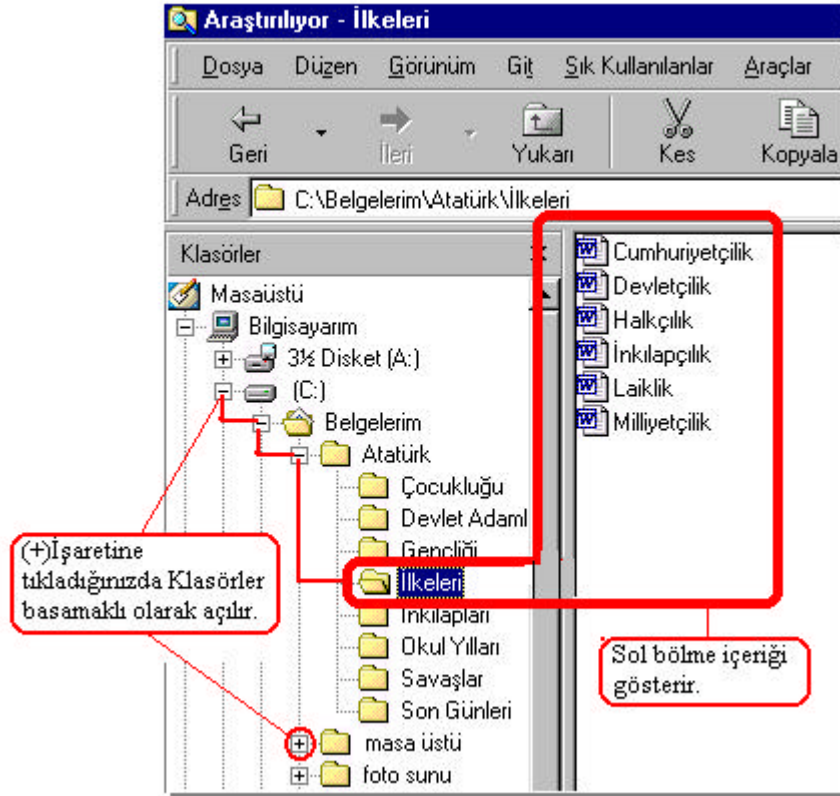 Araştırılıyor - İlkeleri
Dosya Düzen Görünüm Git Sık Kullanılanlar Araçlar
Geri İleri Yukarı Kes Kopyala
Adres C:\Belgelerim\Atatürk\İlkeleri
Klasörler
Masaüstü
Bilgisayarım
3½ Disket (A:)
(C:)
Belgelerim
Atatürk
Çocukluğu
Devlet Adaml
Gençliği
İlkeleri
İnkılapları
Okul Yılları
Savaşlar
Son Günleri
masa üstü
foto sunu
Cumhuriyetçilik
Devletçilik
Halkçılık
İnkılapçılık
Laiklik
Milliyetçilik
(+)İşaretine
tıkladığınızda Klasörler
basamaklı olarak açılır.
Sol bölme içeriği
gösterir.